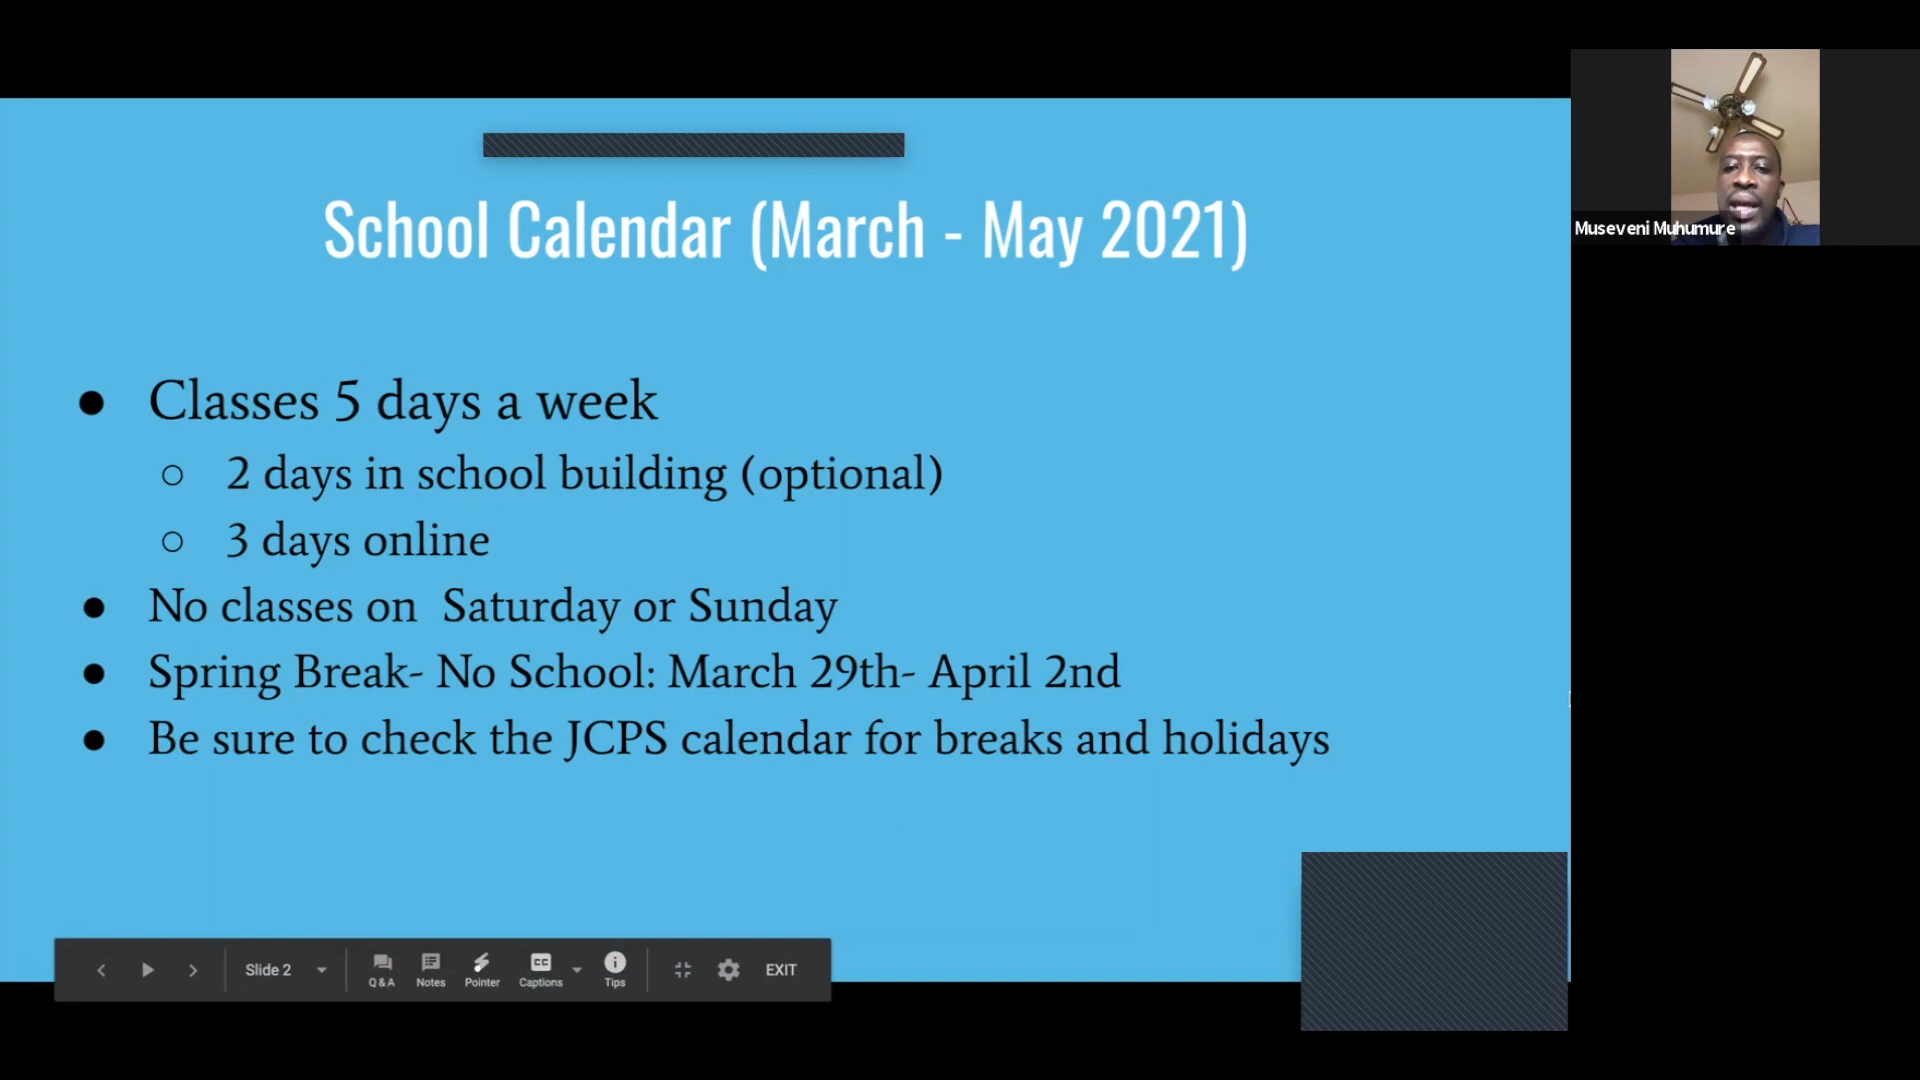 School Calendar (March - May 2021)
● Classes 5 days a week
○ 2 days in school building (optional)
○ 3 days online
● No classes on  Saturday or Sunday
● Spring Break- No School: March 29th- April 2nd
● Be sure to check the JCPS calendar for breaks and holidays
Museveni Muhumure
Slide 2
Q&A
Notes
Pointer
Captions
Tips
EXIT